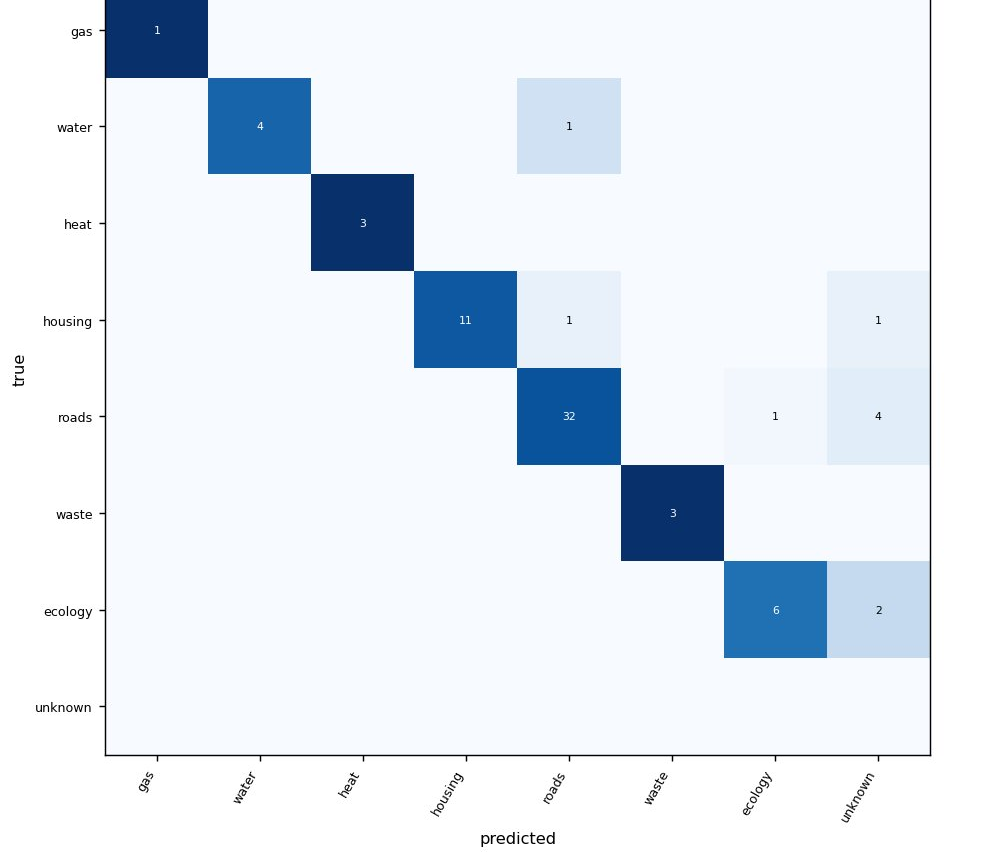 gas 1
water 4 1
heat 3
housing 11 1 1
roads 32 1 4
waste 3
ecology 6 2
unknown
true
gas water heat housing roads waste ecology unknown
predicted